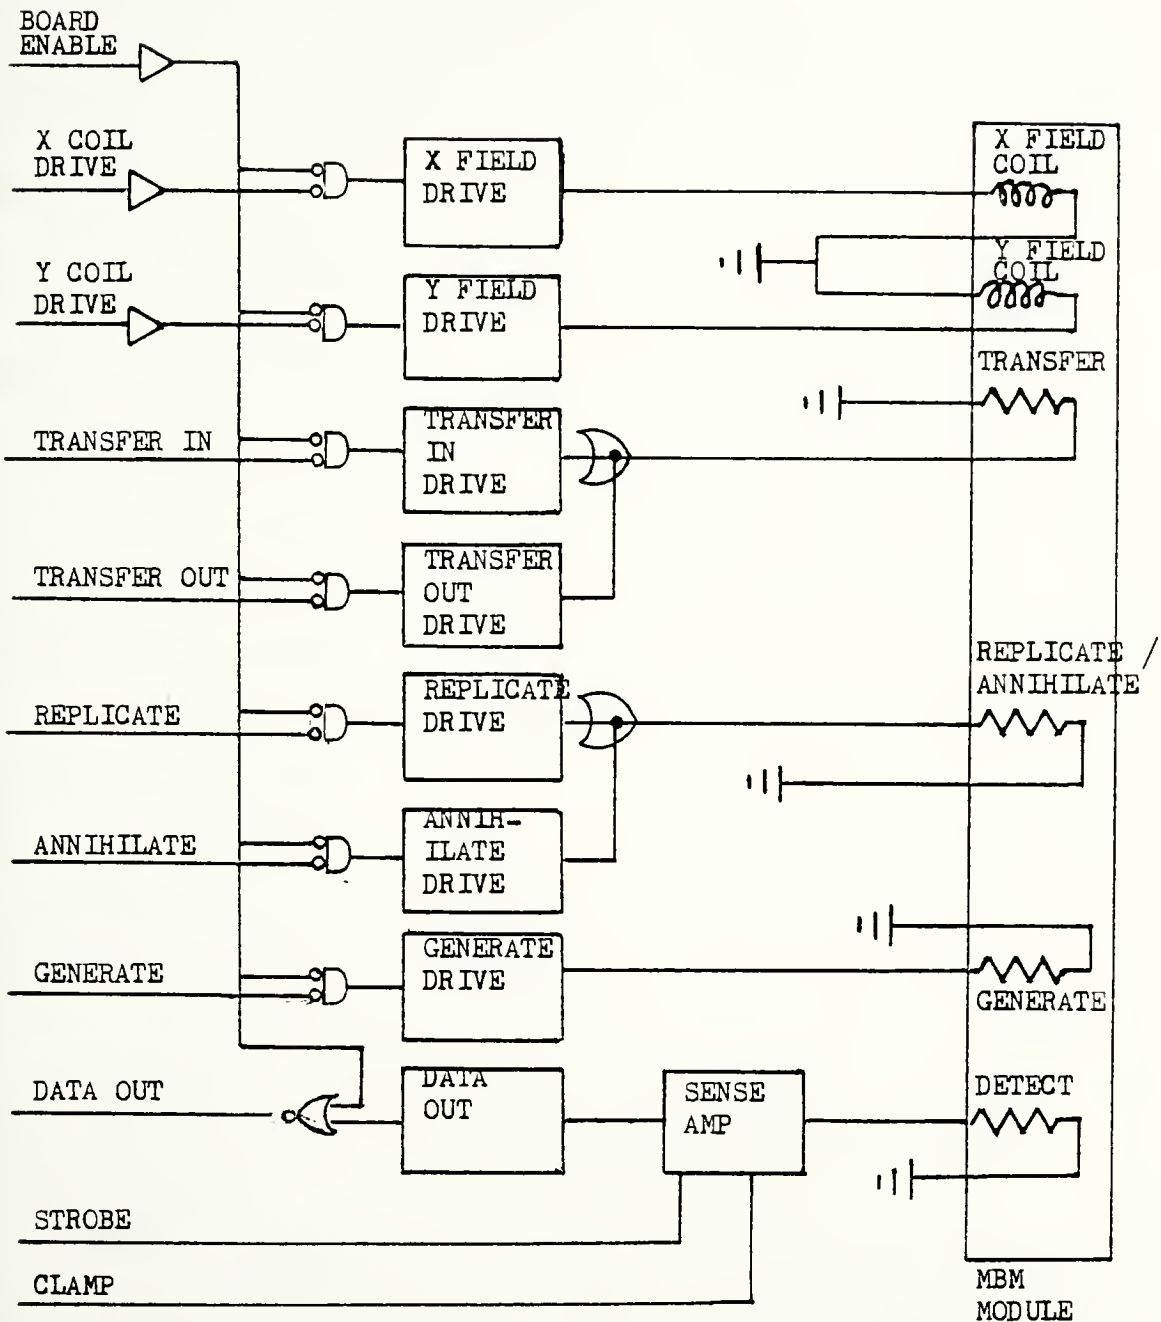 BOARD
ENABLE
X COIL
DRIVE
X FIELD
DRIVE
X FIELD
COIL
Y COIL
DRIVE
Y FIELD
DRIVE
Y FIELD
COIL
TRANSFER IN
TRANSFER
IN
DRIVE
TRANSFER
TRANSFER OUT
TRANSFER
OUT
DRIVE
REPLICATE
REPLICATE
DRIVE
REPLICATE /
ANNIHILATE
ANNIHILATE
ANNIH-
ILATE
DRIVE
GENERATE
GENERATE
DRIVE
GENERATE
DATA OUT
DATA
OUT
SENSE
AMP
DETECT
STROBE
CLAMP
MBM
MODULE